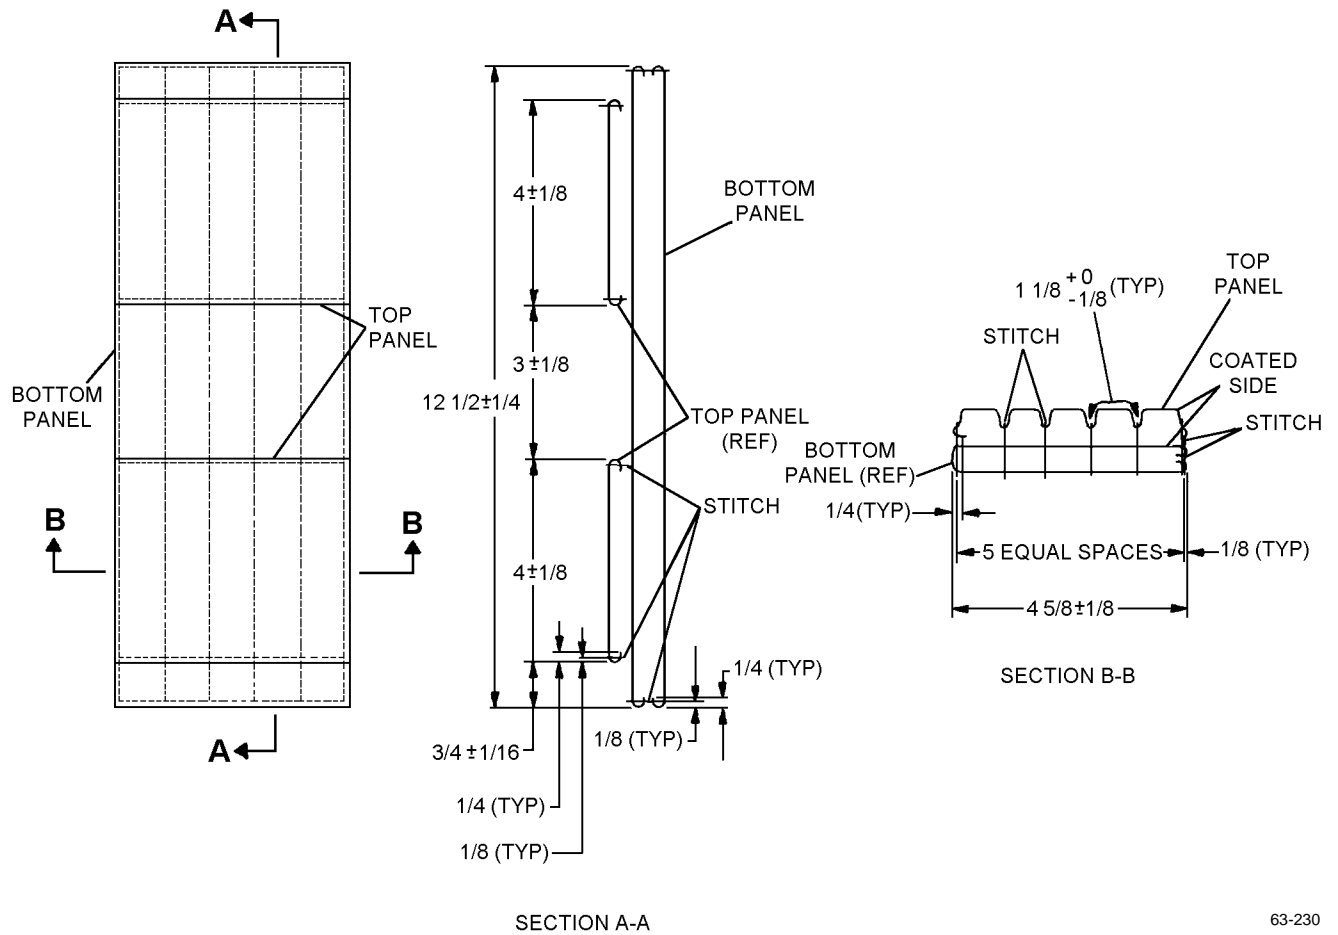 A
TOP
PANEL
BOTTOM
PANEL
B
B
A
4±1/8
BOTTOM
PANEL
3±1/8
12 1/2±1/4
TOP PANEL
(REF)
STITCH
4±1/8
1/4 (TYP)
1/8 (TYP)
3/4 ±1/16
1/4 (TYP)
1/8 (TYP)
SECTION A-A
TOP
PANEL
1 1/8 +0 -1/8 (TYP)
STITCH
COATED
SIDE
STITCH
BOTTOM
PANEL (REF)
1/4(TYP)
5 EQUAL SPACES
1/8 (TYP)
4 5/8±1/8
SECTION B-B
63-230